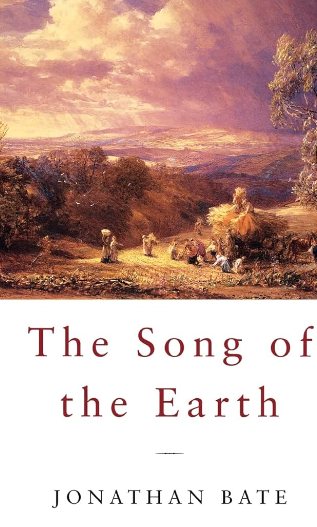 The Song of
the Earth
JONATHAN BATE